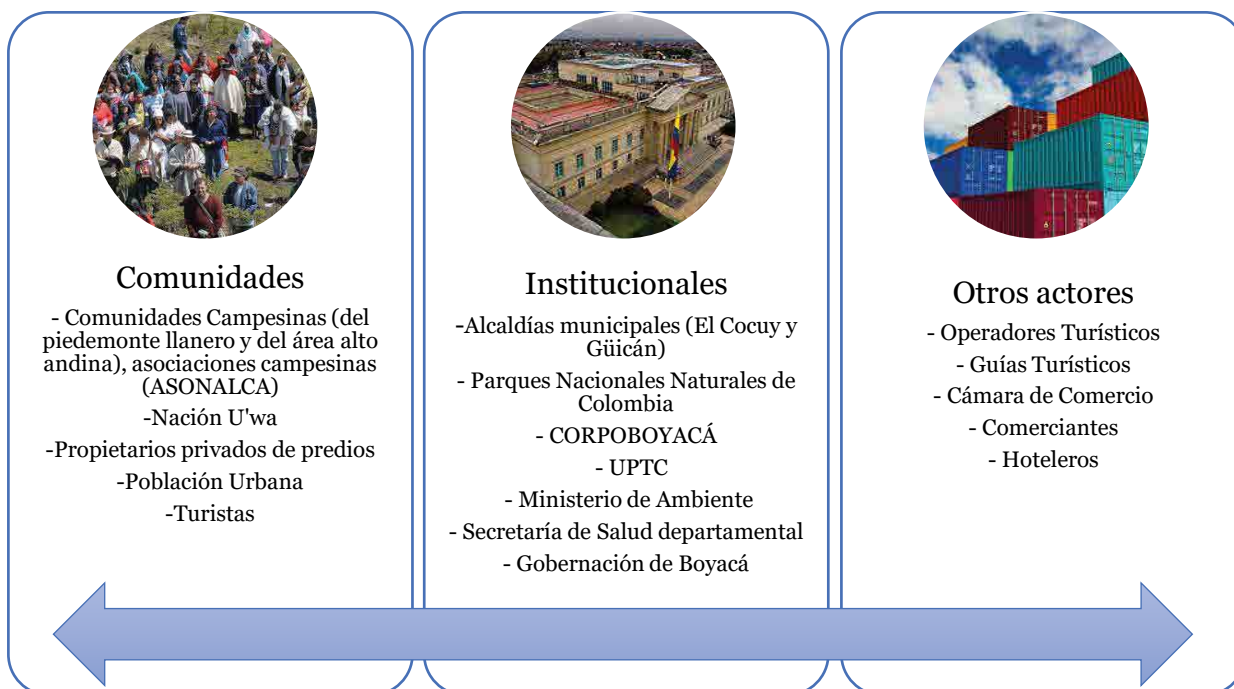 Comunidades
- Comunidades Campesinas (del
piedemonte llanero y del área alto
andina), asociaciones campesinas
(ASONALCA)
-Nación U'wa
-Propietarios privados de predios
-Población Urbana
-Turistas
Institucionales
-Alcaldías municipales (El Cocuy y
Güicán)
- Parques Nacionales Naturales de
Colombia
- CORPOBOYACÁ
- UPTC
- Ministerio de Ambiente
- Secretaría de Salud departamental
- Gobernación de Boyacá
Otros actores
- Operadores Turísticos
- Guías Turísticos
- Cámara de Comercio
- Comerciantes
- Hoteleros